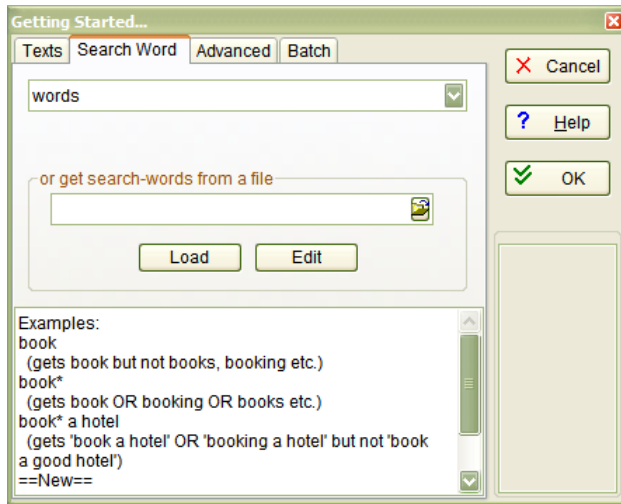 Getting Started...
Texts Search Word Advanced Batch
Cancel
words
Help
or get search-words from a file
OK
Load Edit
Examples:
book
(gets book but not books, booking etc.)
book*
(gets book OR booking OR books etc.)
book* a hotel
(gets 'book a hotel' OR 'booking a hotel' but not 'book
a good hotel')
==New==